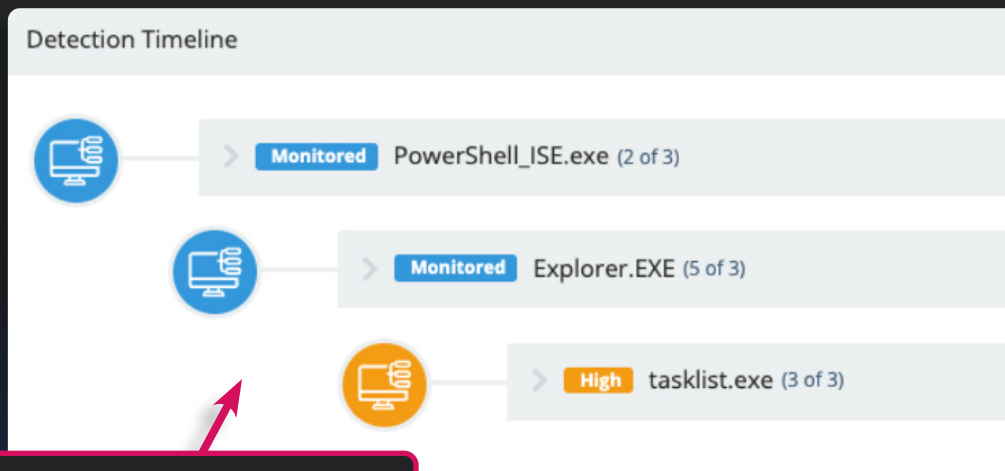 Detection Timeline
Monitored PowerShell_ISE.exe (2 of 3)
Monitored Explorer.EXE (5 of 3)
High tasklist.exe (3 of 3)